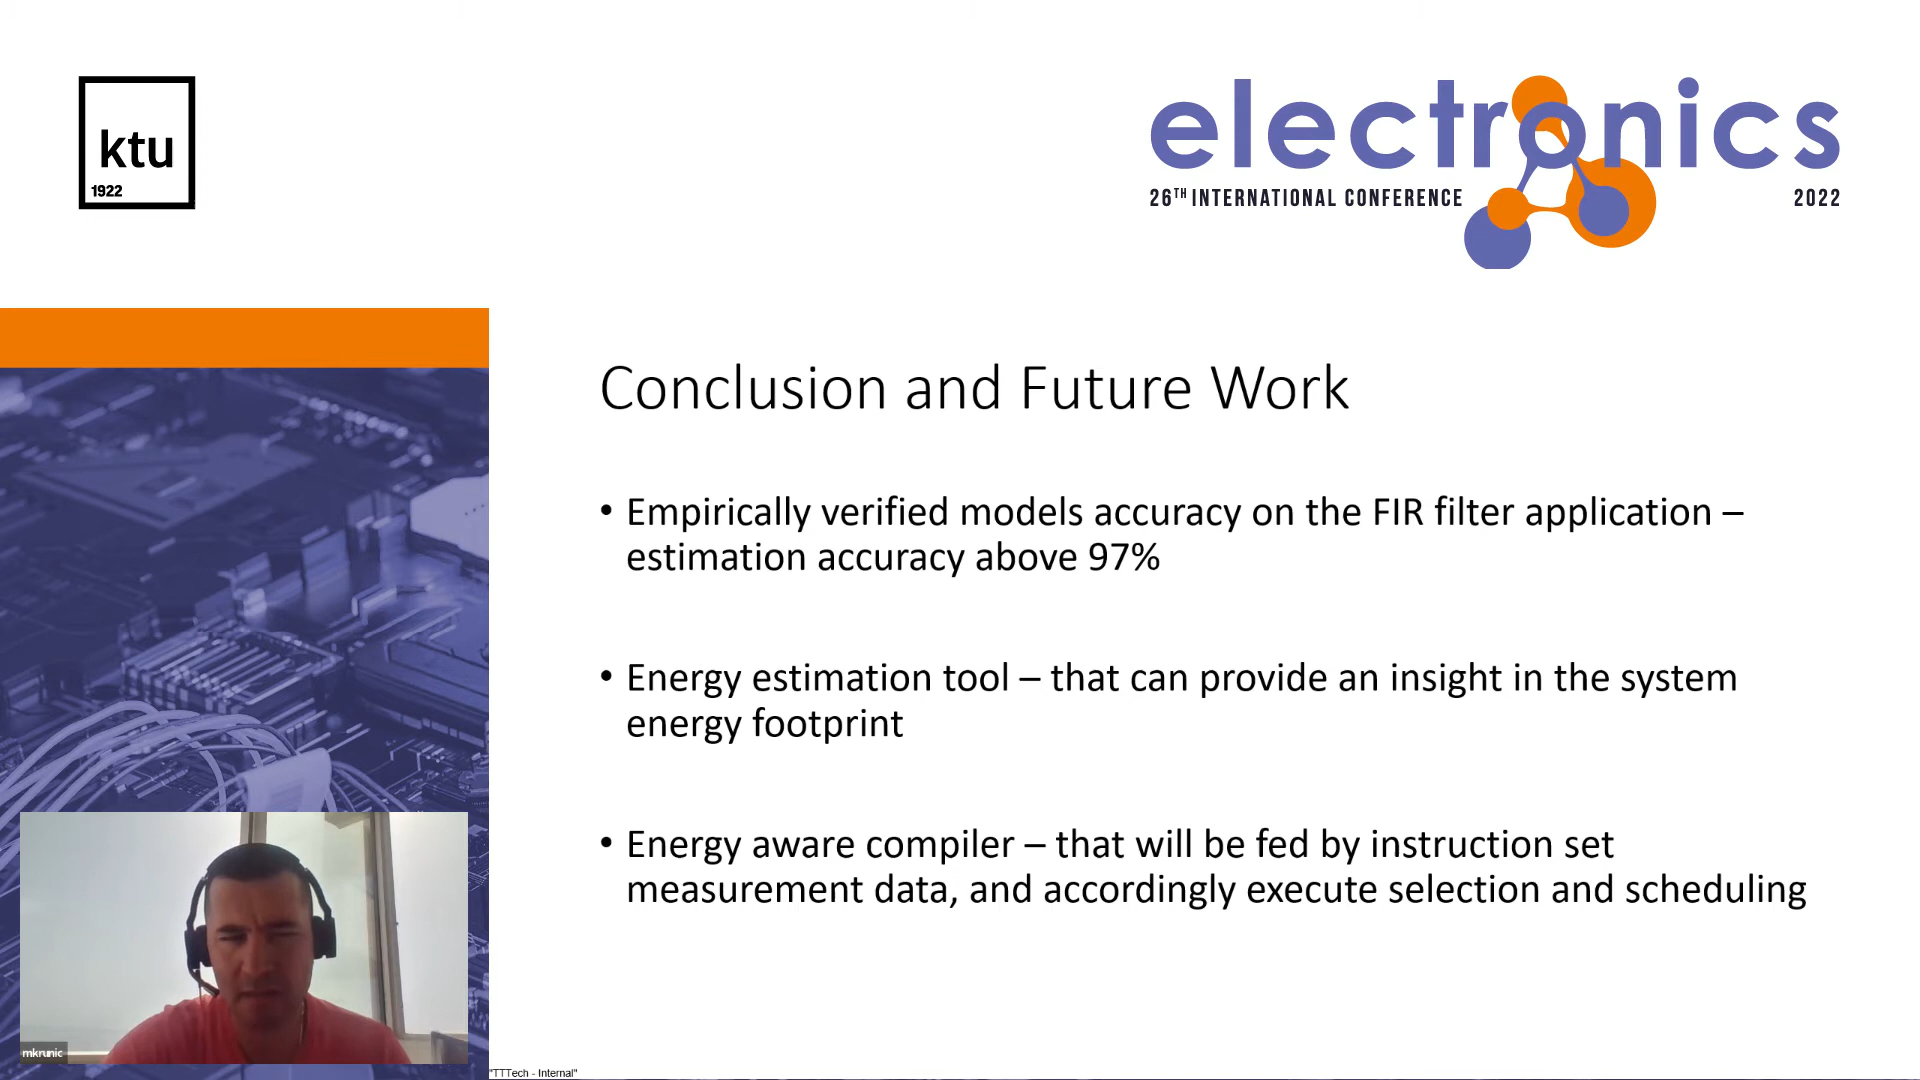 ktu
1922
electronics
26TH INTERNATIONAL CONFERENCE 2022
Conclusion and Future Work
• Empirically verified models accuracy on the FIR filter application –
estimation accuracy above 97%
• Energy estimation tool – that can provide an insight in the system
energy footprint
• Energy aware compiler – that will be fed by instruction set
measurement data, and accordingly execute selection and scheduling
mkrunic
"TTTech - Internal"